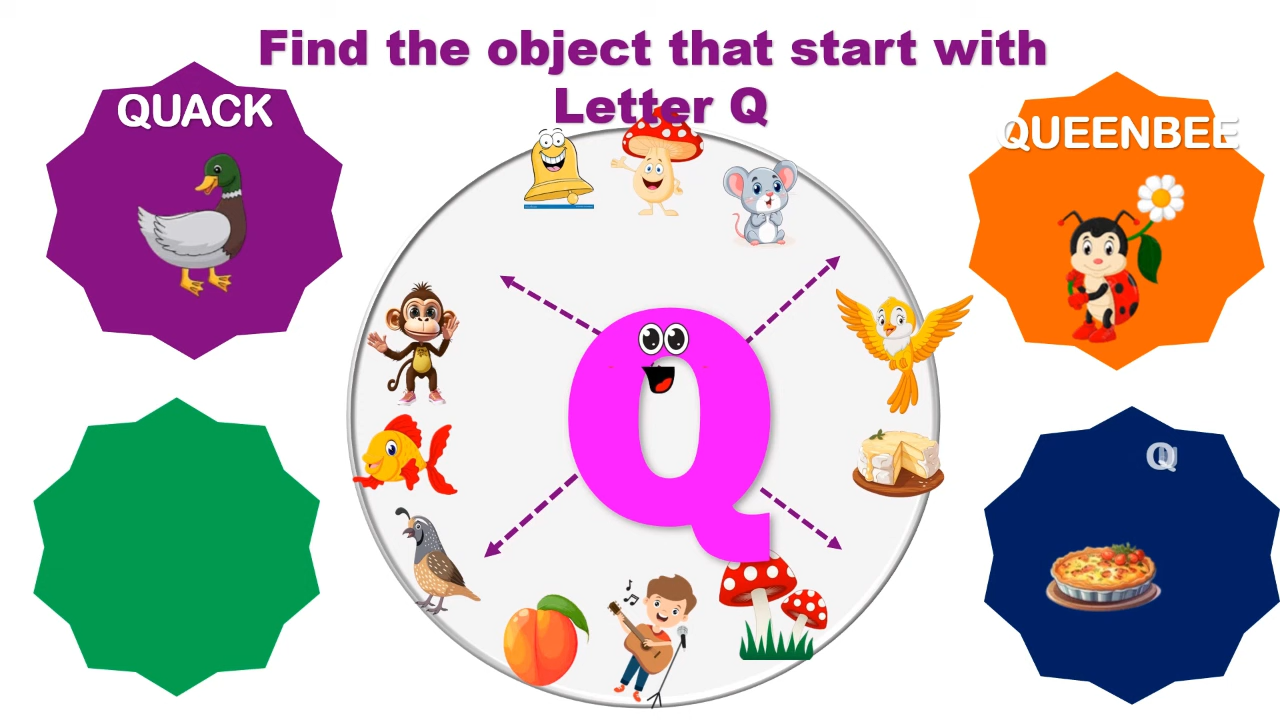 Find the object that start with
Letter Q
QUACK
QUEENBEE
Q